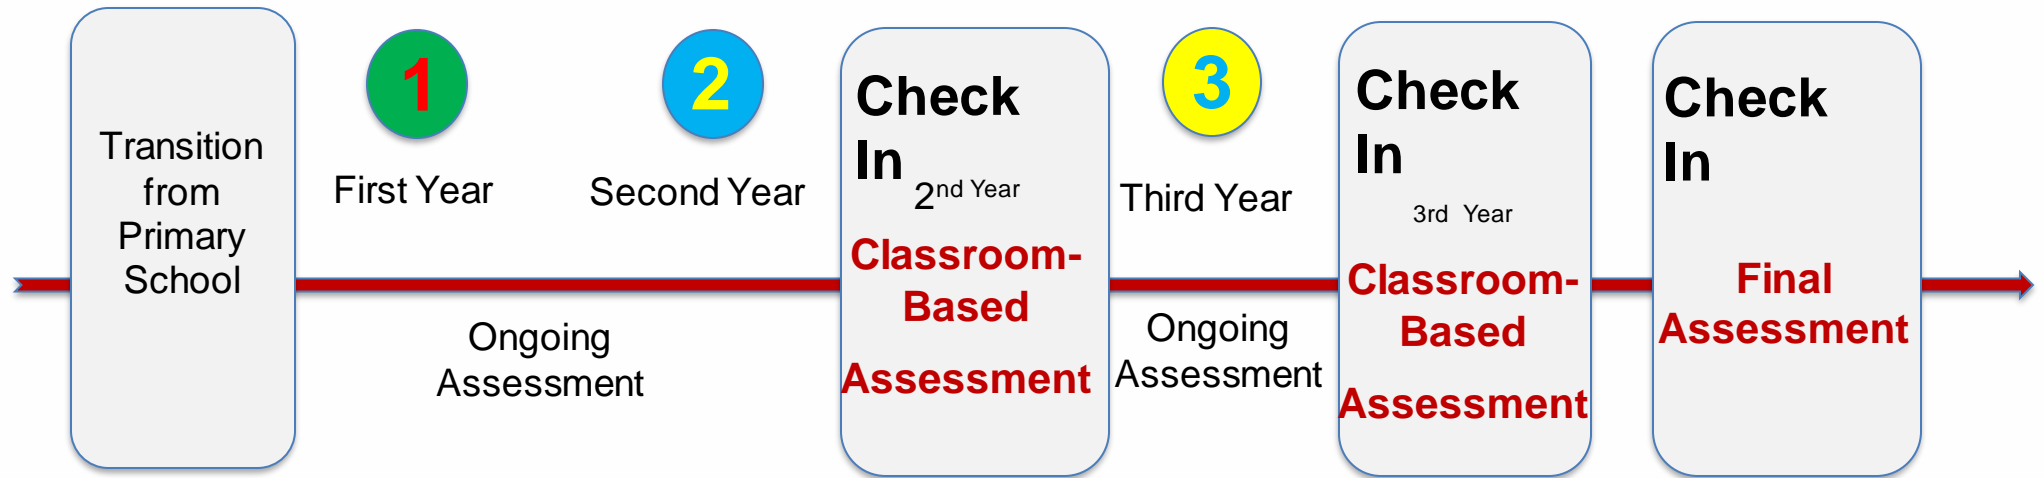 Transition
from
Primary
School
1
First Year
2
Second Year
Ongoing
Assessment
Check
In
2nd Year
Classroom-
Based
Assessment
3
Third Year
Ongoing
Assessment
Check
In
3rd Year
Classroom-
Based
Assessment
Check
In
Final
Assessment